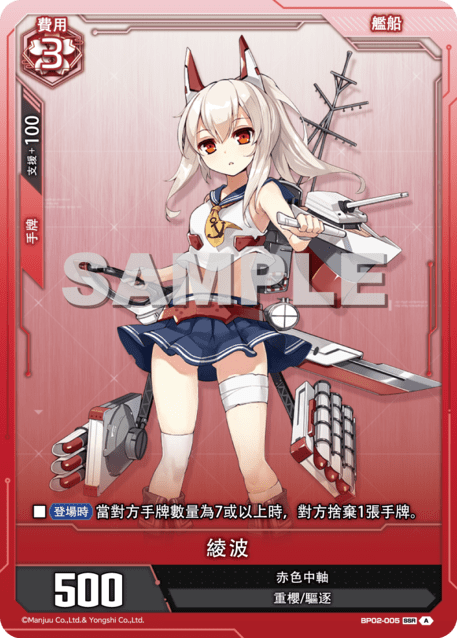 費用
艦船
3
支援+100
手牌
SAMPLE
■ 登場時 當對方手牌數量為7或以上時，對方捨棄1張手牌。
綾波
500
赤色中軸
重櫻/驅逐
©Manjuu Co.,Ltd.& Yongshi Co.,Ltd.
BP02-005 SSR A